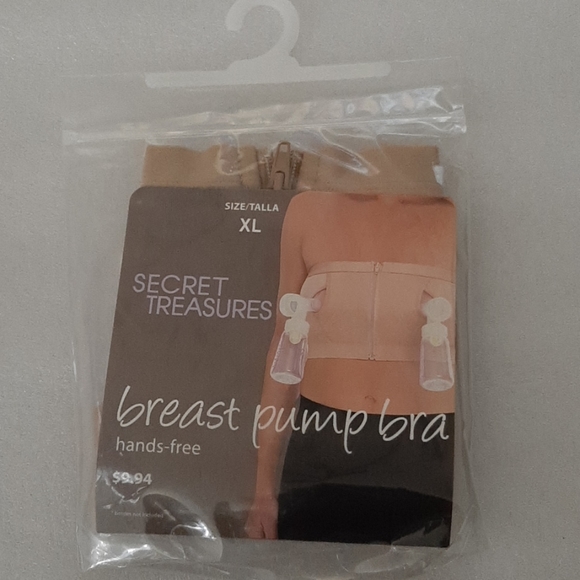 SIZE/TALLA
XL
SECRET
TREASURES
breast pump bra
hands-free
$9.94